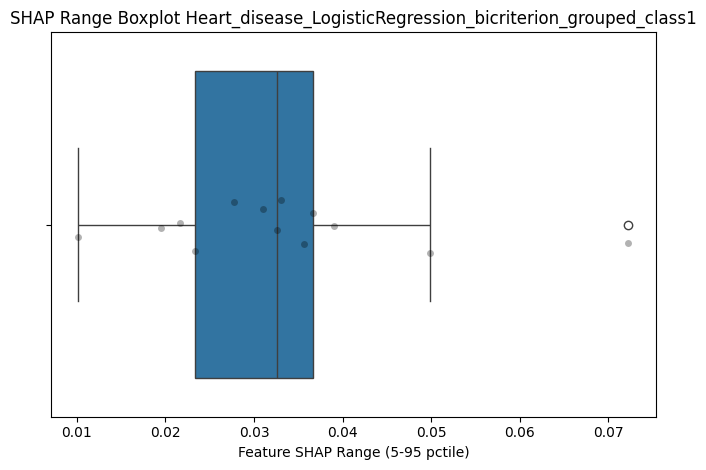 SHAP Range Boxplot Heart_disease_LogisticRegression_bicriterion_grouped_class1
0.01 0.02 0.03 0.04 0.05 0.06 0.07
Feature SHAP Range (5-95 pctile)